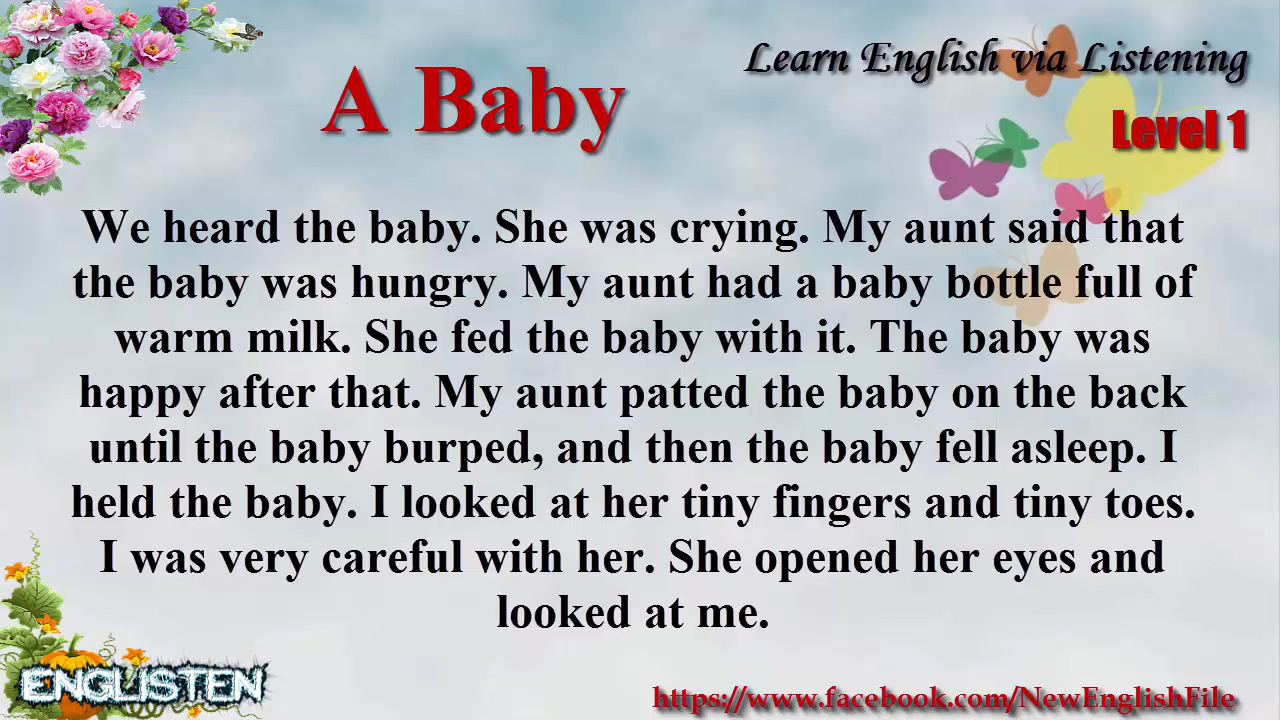 Learn English via Listening
A Baby
Level 1
We heard the baby. She was crying. My aunt said that
the baby was hungry. My aunt had a baby bottle full of
warm milk. She fed the baby with it. The baby was
happy after that. My aunt patted the baby on the back
until the baby burped, and then the baby fell asleep. I
held the baby. I looked at her tiny fingers and tiny toes.
I was very careful with her. She opened her eyes and
looked at me.
ENGLISTEN
https://www.facebook.com/NewEnglishFile